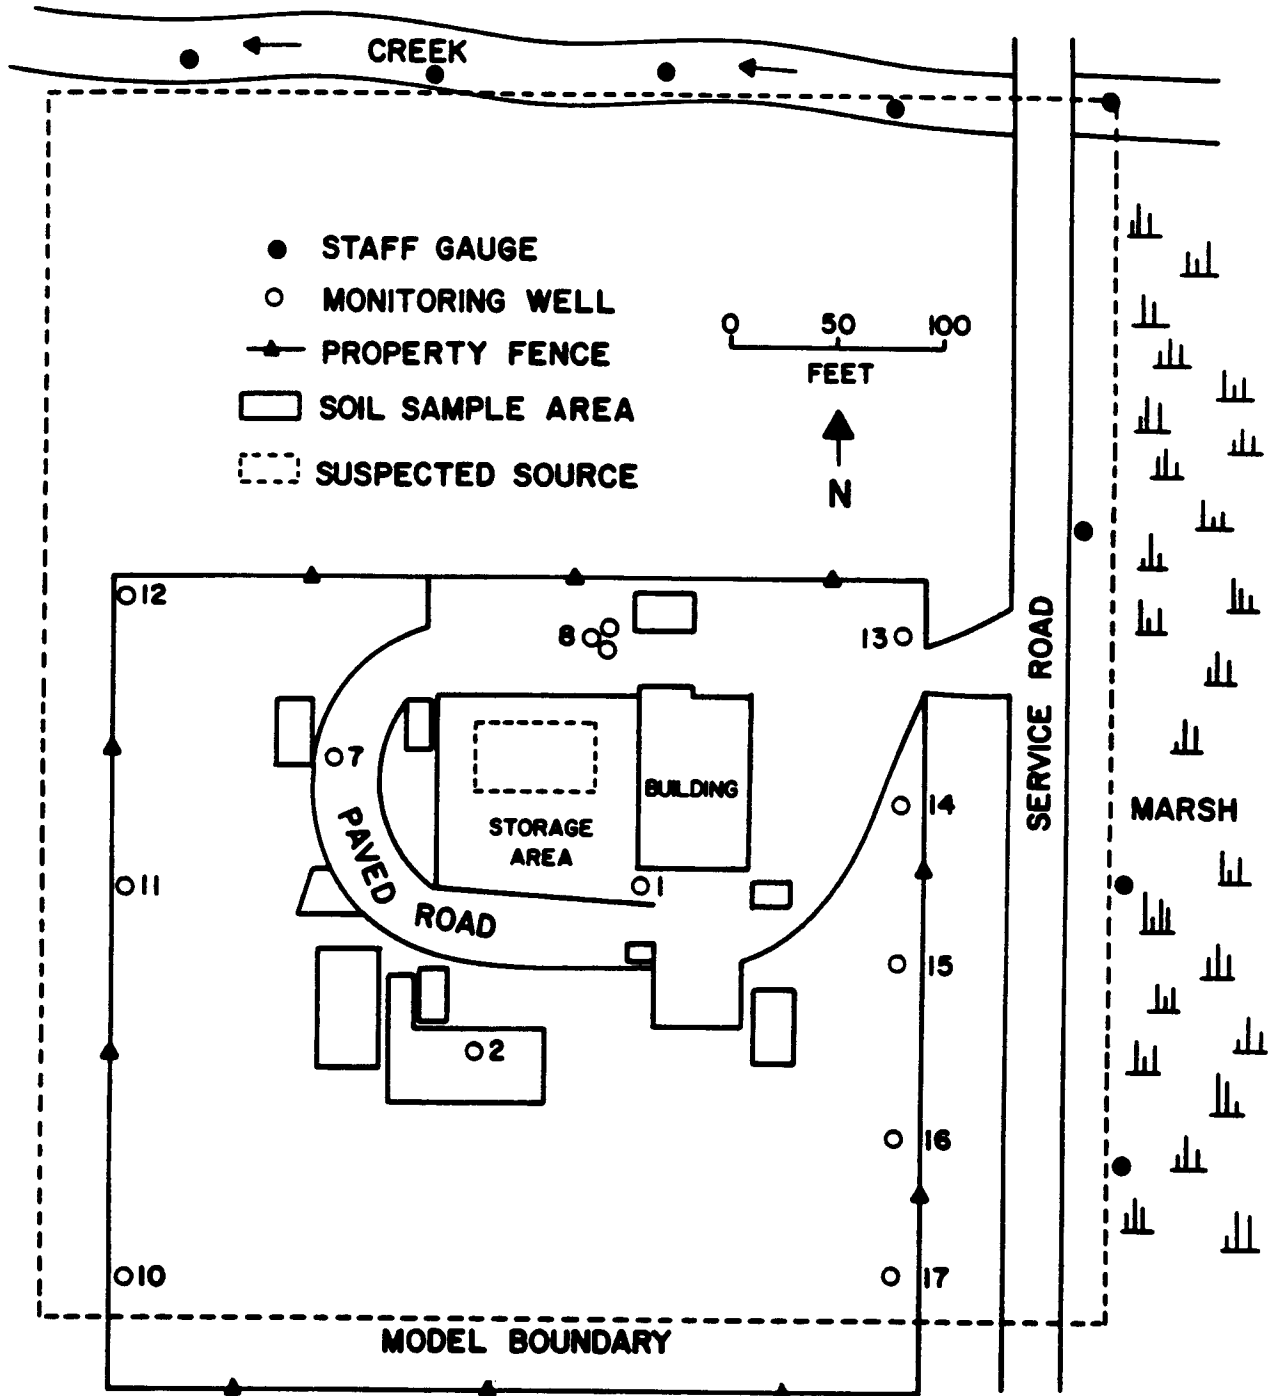 CREEK
STAFF GAUGE
MONITORING WELL
PROPERTY FENCE
SOIL SAMPLE AREA
SUSPECTED SOURCE
0 50 100
FEET
N
12
8
13
7
BUILDING
STORAGE
AREA
14
SERVICE ROAD
MARSH
PAVED ROAD
11
1
15
2
16
10
17
MODEL BOUNDARY